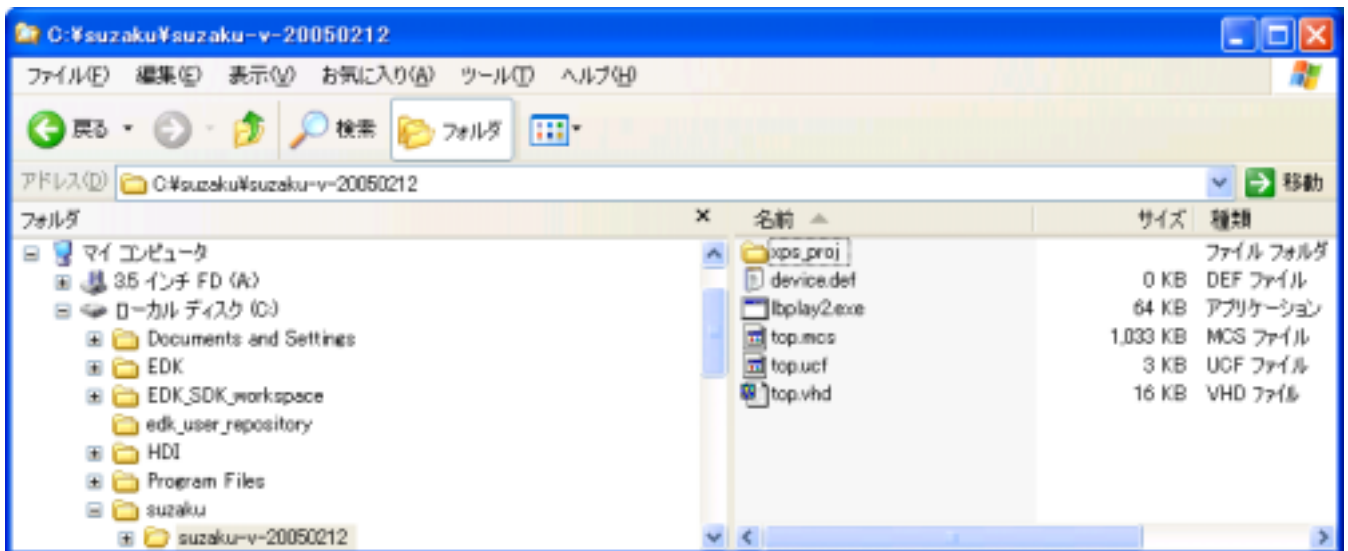 C:¥suzaku¥suzaku-v-20050212
ファイル(F) 編集(E) 表示(V) お気に入り(A) ツール(T) ヘルプ(H)
戻る 検索 フォルダ
アドレス(D) C:¥suzaku¥suzaku-v-20050212 移動
フォルダ × 名前 サイズ 種類
マイ コンピュータ xps_proj ファイル フォルダ
3.5 インチ FD (A:) device.def 0 KB DEF ファイル
ローカル ディスク (C:) lbplay2.exe 64 KB アプリケーション
Documents and Settings top.mcs 1,033 KB MCS ファイル
EDK top.ucf 3 KB UCF ファイル
EDK_SDK_workspace top.vhd 16 KB VHD ファイル
edk_user_repository
HDI
Program Files
suzaku
suzaku-v-20050212